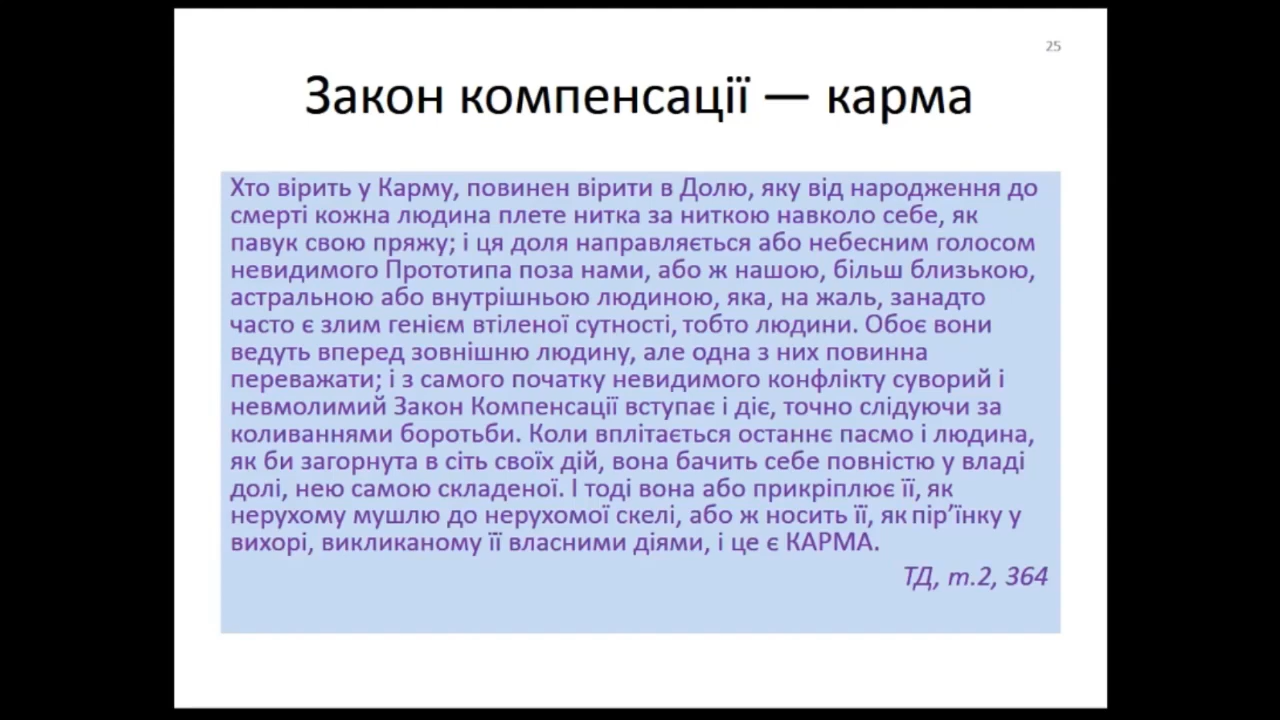 25
Закон компенсації — карма
Хто вірить у Карму, повинен вірити в Долю, яку від народження до
смерті кожна людина плете нитка за ниткою навколо себе, як
павук свою пряжу; і ця доля направляється або небесним голосом
невидимого Прототипа поза нами, або ж нашою, більш близькою,
астральною або внутрішньою людиною, яка, на жаль, занадто
часто є злим генієм втіленої сутності, тобто людини. Обоє вони
ведуть вперед зовнішню людину, але одна з них повинна
переважати; і з самого початку невидимого конфлікту суворий і
невмолимий Закон Компенсації вступає і діє, точно слідуючи за
коливаннями боротьби. Коли вплітається останнє пасмо і людина,
як би загорнута в сіть своїх дій, вона бачить себе повністю у владі
долі, нею самою складеної. І тоді вона або прикріплює її, як
нерухому мушлю до нерухомої скелі, або ж носить її, як пір’їнку у
вихорі, викликаному її власними діями, і це є КАРМА.
ТД, т.2, 364